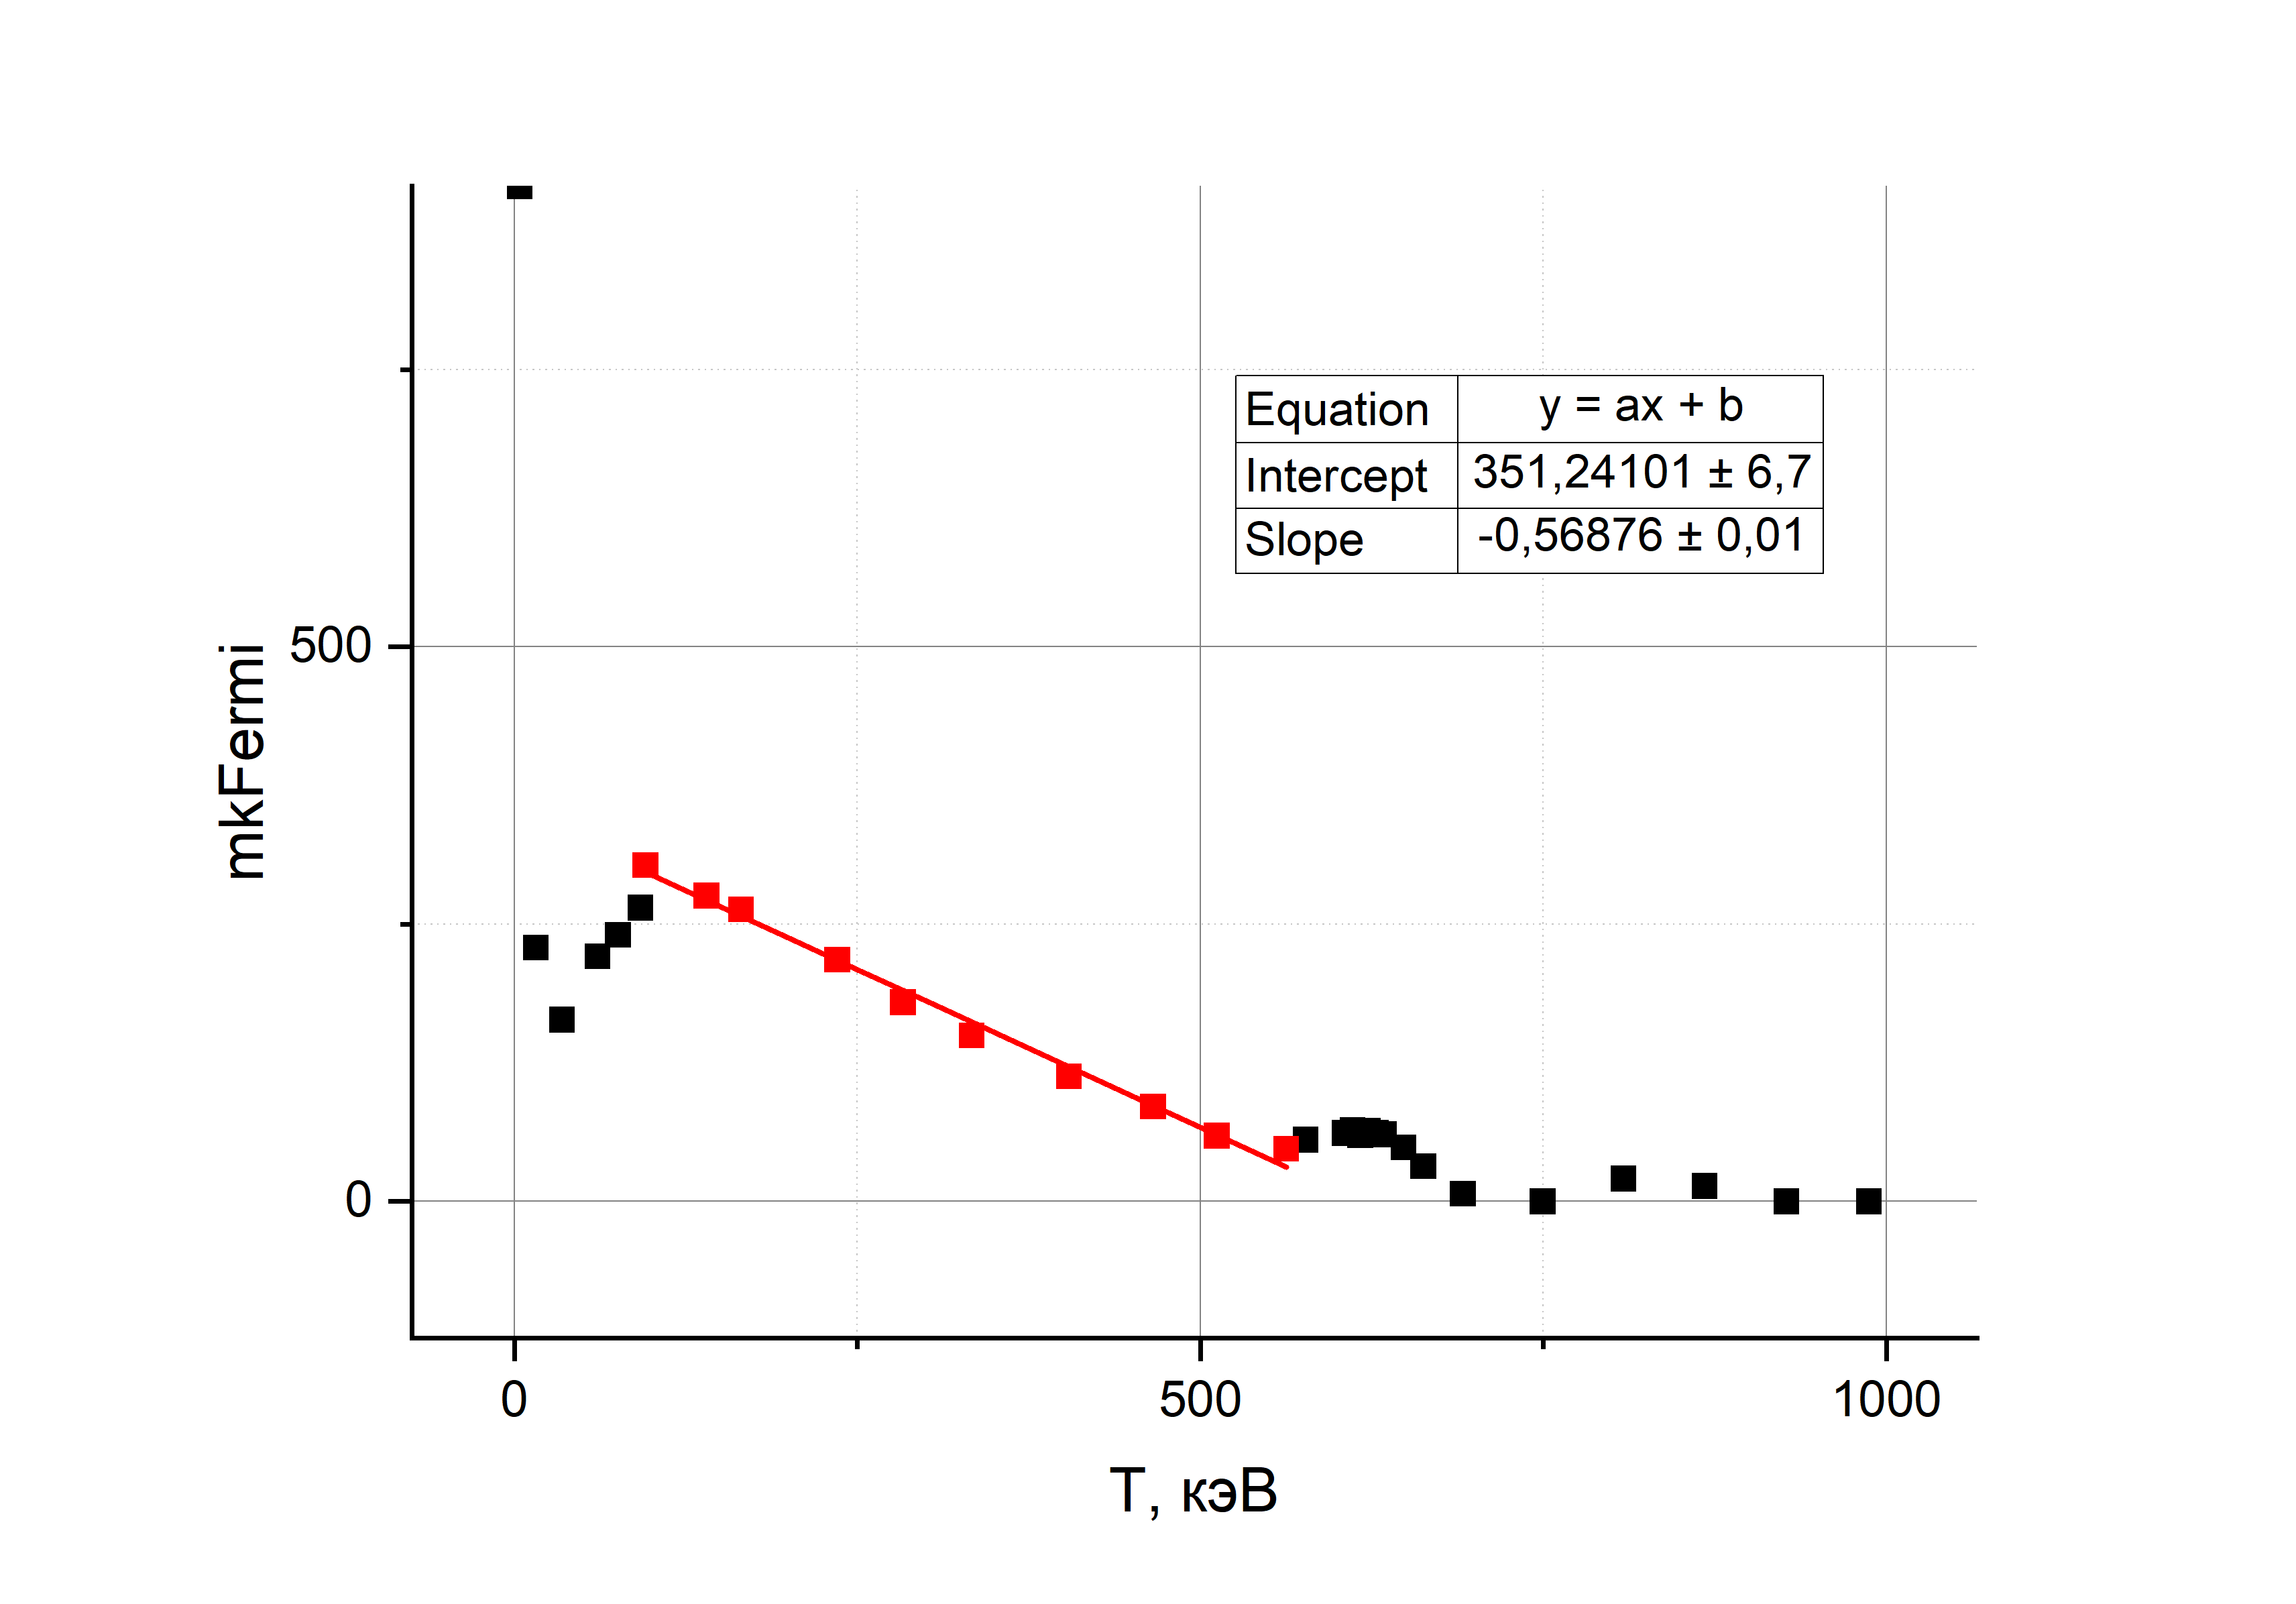 Equation y = ax + b
Intercept 351,24101 ± 6,7
Slope -0,56876 ± 0,01
mkFermi
500
0
0 500 1000
Т, кэВ